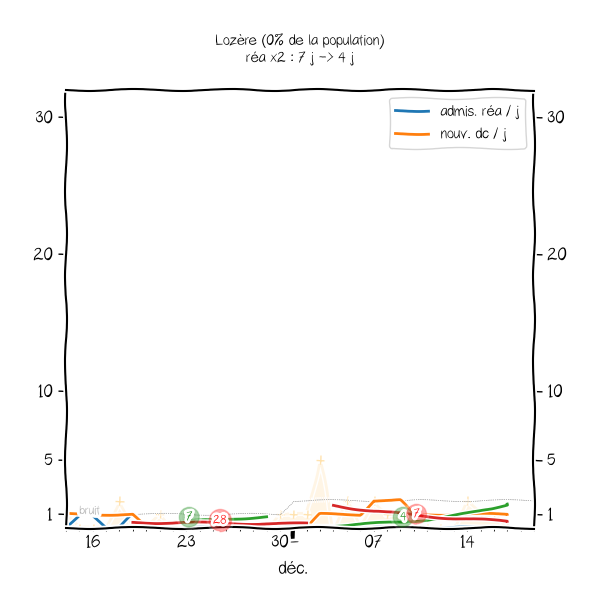 Lozère (0% de la population)
réa x2 : 7 j -> 4 j
admis. réa / j
nouv. dc / j
30 30
20 20
10 10
5 5
1 1
bruit
7 28 4 7
16 23 30 07 14
déc.